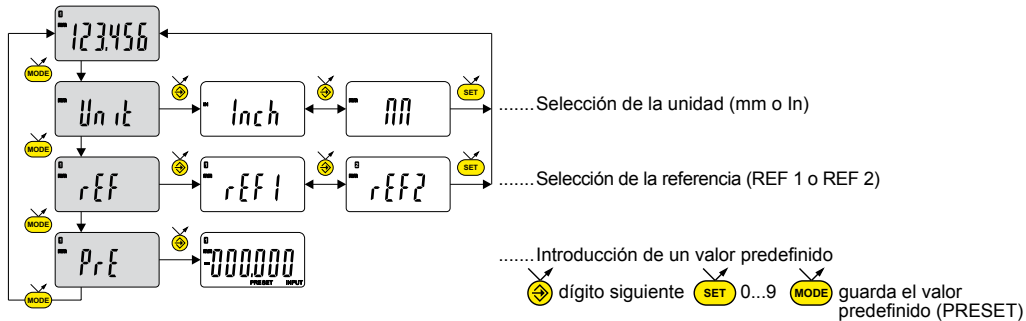 123.456
MODE
Unit Inch MM SET .......Selección de la unidad (mm o In)
MODE
rEF rEF1 rEF2 SET .......Selección de la referencia (REF 1 o REF 2)
MODE
PrE -000.000 .......Introducción de un valor predefinido
PRESET INPUT
MODE
dígito siguiente SET 0...9 MODE guarda el valor
predefinido (PRESET)